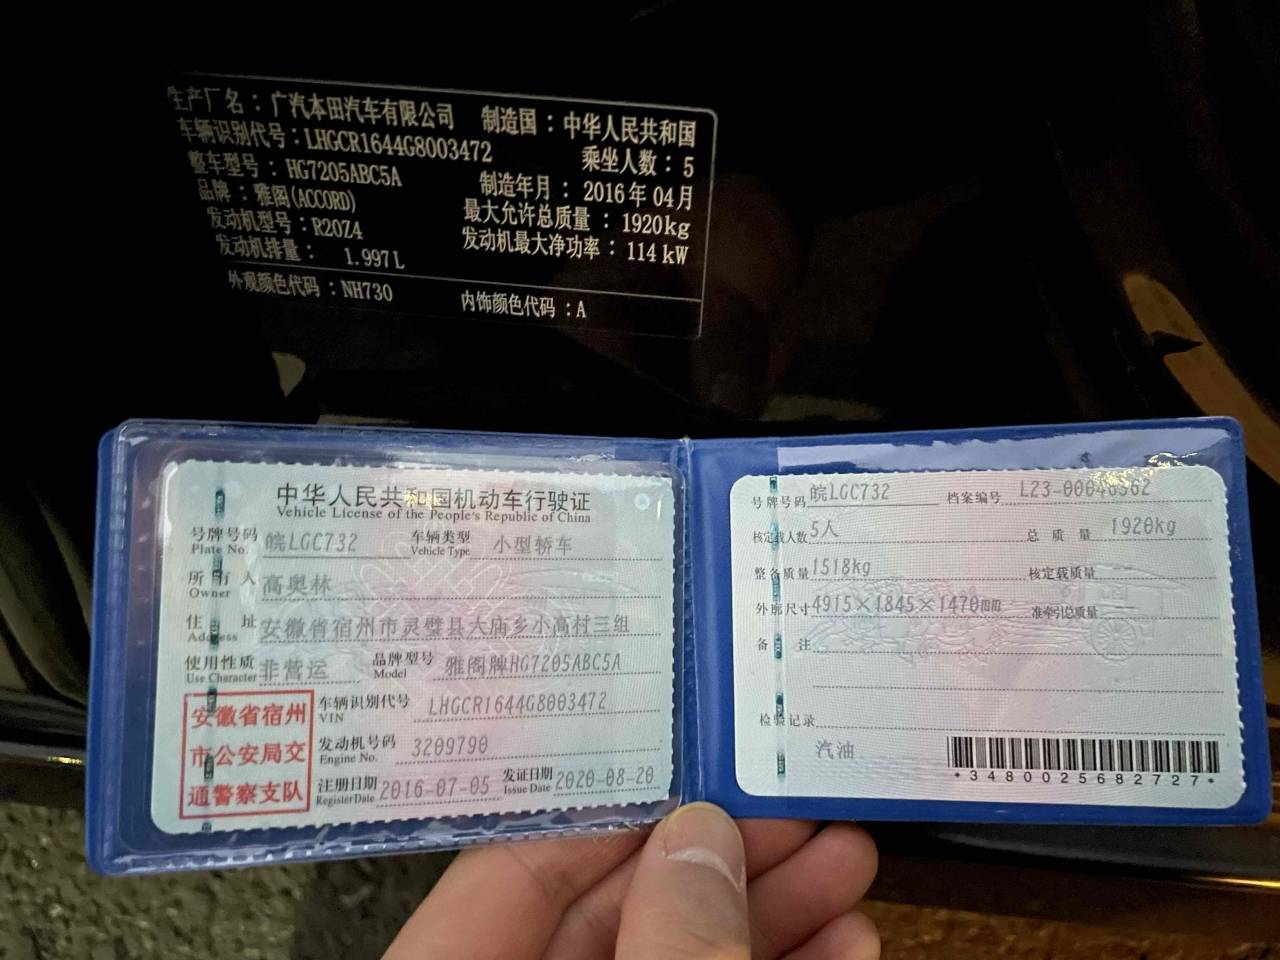 生产厂名：广汽本田汽车有限公司 制造国：中华人民共和国
车辆识别代号：LHGCR1644G8003472 乘坐人数：5
整车型号：HG7205ABC5A 制造年月：2016年04月
品牌：雅阁(ACCORD) 最大允许总质量：1920kg
发动机型号：R20Z4 发动机最大净功率：114kW
发动机排量：1.997L
外观颜色代码：NH730 内饰颜色代码：A
中华人民共和国机动车行驶证
Vehicle License of the People's Republic of China
号牌号码 皖LGC732 车辆类型 小型轿车
Plate No. Vehicle Type
所有人 高奥林
Owner
住址 安徽省宿州市灵璧县大庙乡小高村三组
Address
使用性质 非营运 品牌型号 雅阁牌HG7205ABC5A
Use Character Model
安徽省宿州
市公安局交
通警察支队
车辆识别代号 LHGCR1644G8003472
VIN
发动机号码 3209790
Engine No.
注册日期 2016-07-05 发证日期 2020-08-20
Register Date Issue Date
号牌号码 皖LGC732 档案编号 L23-00046562
核定载人数 5人 总质量 1920kg
整备质量 1518kg 核定载质量
外廓尺寸 4915×1845×1470mm 准牵引总质量
备注
检验记录
汽油
*3480025682727*